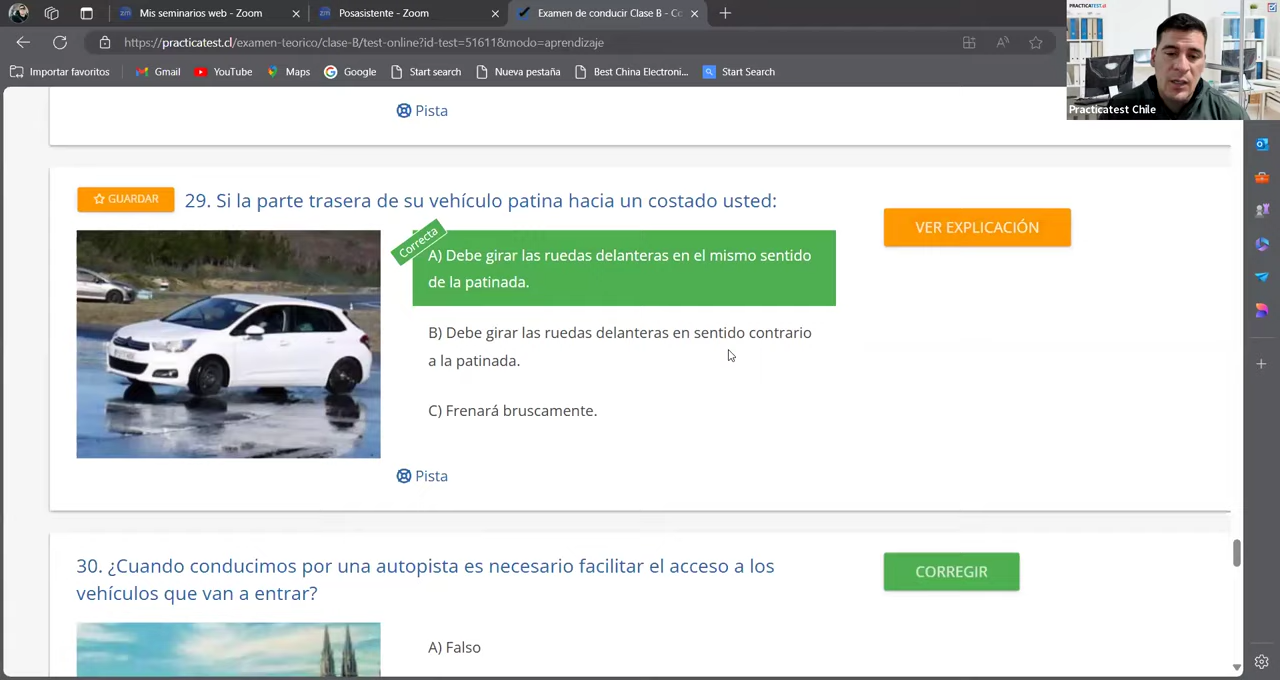 Mis seminarios web - Zoom
Posasistente - Zoom
Examen de conducir Clase B - Co
https://practicatest.cl/examen-teorico/clase-B/test-online?id-test=51611&modo=aprendizaje
Importar favoritos
Gmail
YouTube
Maps
Google
Start search
Nueva pestaña
Best China Electroni...
Start Search
PRACTICATEST.cl
Practicatest Chile
Pista
GUARDAR
29. Si la parte trasera de su vehículo patina hacia un costado usted:
VER EXPLICACIÓN
Correcta
A) Debe girar las ruedas delanteras en el mismo sentido
de la patinada.
B) Debe girar las ruedas delanteras en sentido contrario
a la patinada.
C) Frenará bruscamente.
Pista
30. ¿Cuando conducimos por una autopista es necesario facilitar el acceso a los
vehículos que van a entrar?
CORREGIR
A) Falso